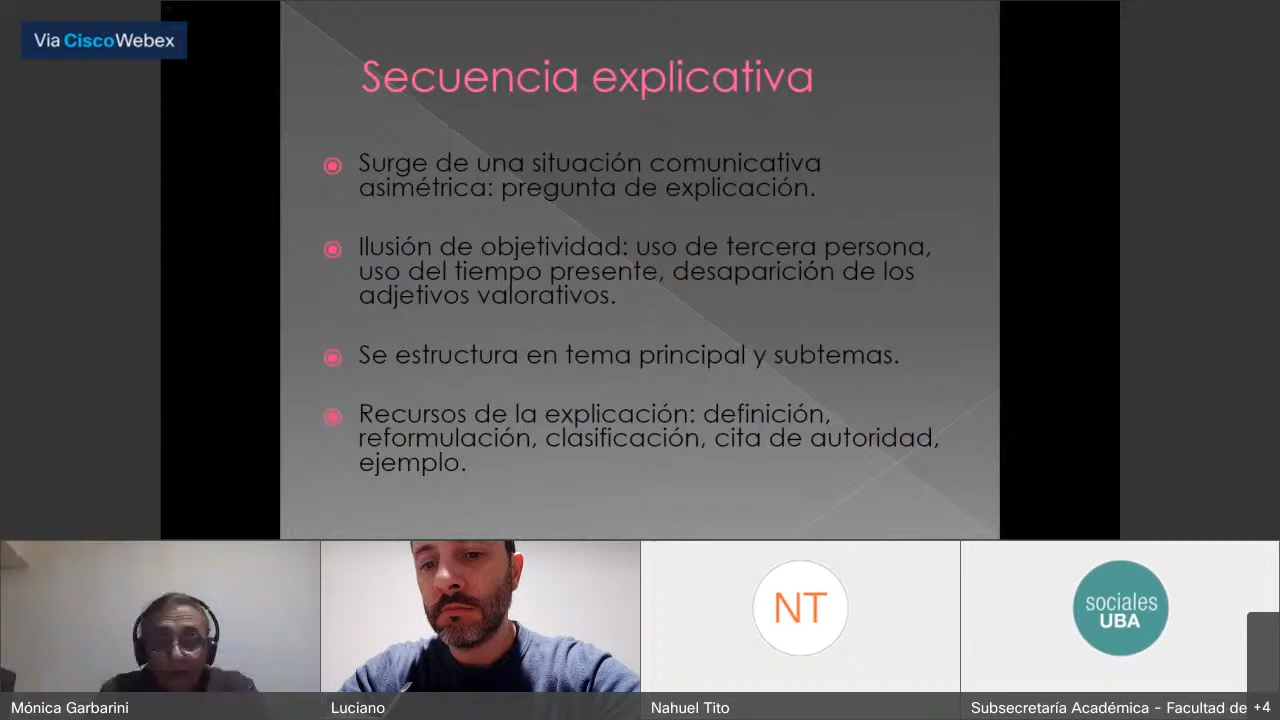 Via Cisco Webex
Secuencia explicativa
Surge de una situación comunicativa
asimétrica: pregunta de explicación.
Ilusión de objetividad: uso de tercera persona,
uso del tiempo presente, desaparición de los
adjetivos valorativos.
Se estructura en tema principal y subtemas.
Recursos de la explicación: definición,
reformulación, clasificación, cita de autoridad,
ejemplo.
NT
sociales
UBA
Mónica Garbarini
Luciano
Nahuel Tito
Subsecretaría Académica - Facultad de +4